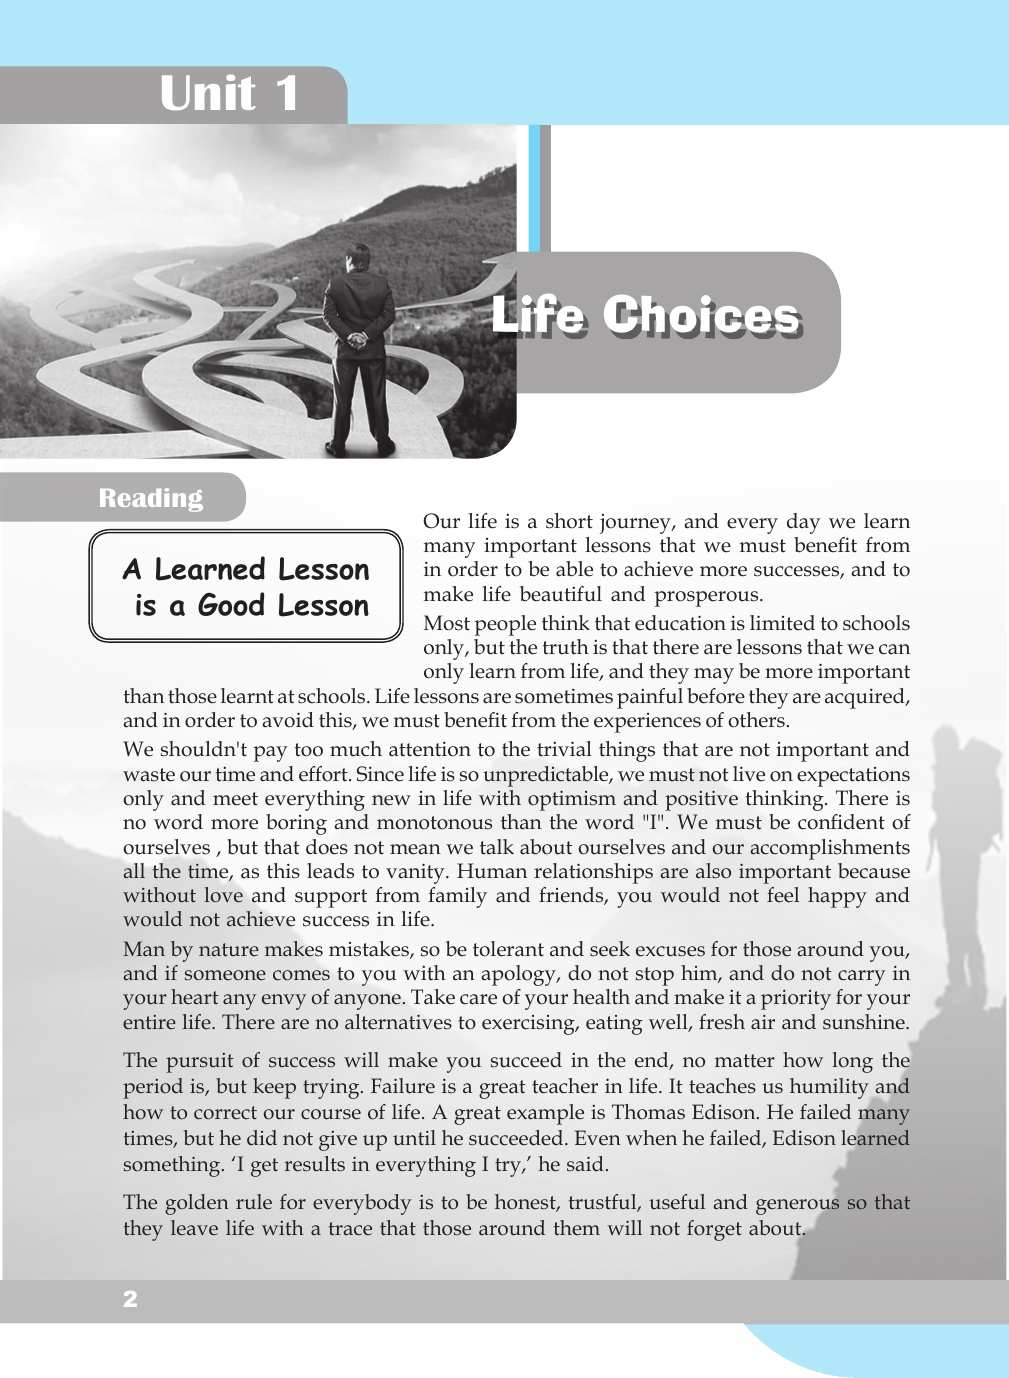 Unit 1
Life Choices
Reading
A Learned Lesson
is a Good Lesson
Our life is a short journey, and every day we learn
many important lessons that we must benefit from
in order to be able to achieve more successes, and to
make life beautiful and prosperous.
Most people think that education is limited to schools
only, but the truth is that there are lessons that we can
only learn from life, and they may be more important
than those learnt at schools. Life lessons are sometimes painful before they are acquired,
and in order to avoid this, we must benefit from the experiences of others.
We shouldn't pay too much attention to the trivial things that are not important and
waste our time and effort. Since life is so unpredictable, we must not live on expectations
only and meet everything new in life with optimism and positive thinking. There is
no word more boring and monotonous than the word "I". We must be confident of
ourselves , but that does not mean we talk about ourselves and our accomplishments
all the time, as this leads to vanity. Human relationships are also important because
without love and support from family and friends, you would not feel happy and
would not achieve success in life.
Man by nature makes mistakes, so be tolerant and seek excuses for those around you,
and if someone comes to you with an apology, do not stop him, and do not carry in
your heart any envy of anyone. Take care of your health and make it a priority for your
entire life. There are no alternatives to exercising, eating well, fresh air and sunshine.
The pursuit of success will make you succeed in the end, no matter how long the
period is, but keep trying. Failure is a great teacher in life. It teaches us humility and
how to correct our course of life. A great example is Thomas Edison. He failed many
times, but he did not give up until he succeeded. Even when he failed, Edison learned
something. ‘I get results in everything I try,’ he said.
The golden rule for everybody is to be honest, trustful, useful and generous so that
they leave life with a trace that those around them will not forget about.
2